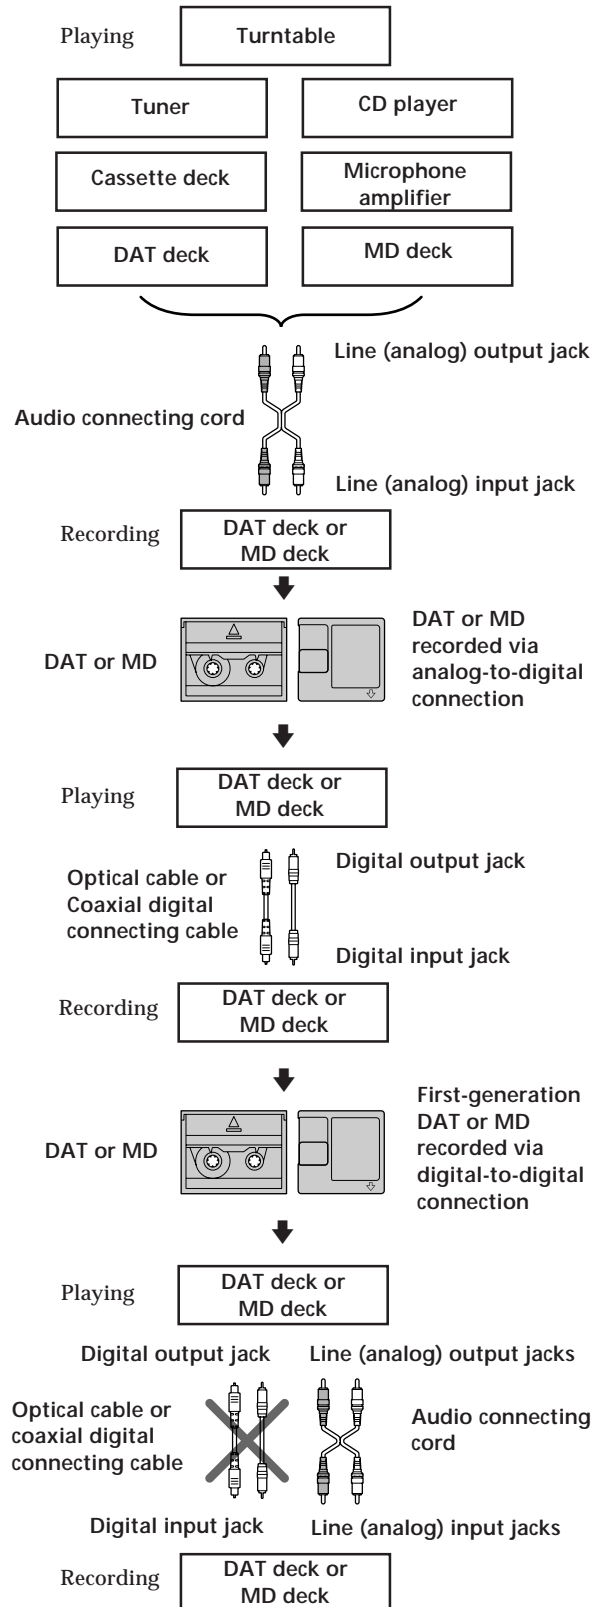 Playing
Turntable
Tuner
CD player
Cassette deck
Microphone
amplifier
DAT deck
MD deck
Line (analog) output jack
Audio connecting cord
Line (analog) input jack
Recording
DAT deck or
MD deck
DAT or MD
DAT or MD
recorded via
analog-to-digital
connection
Playing
DAT deck or
MD deck
Optical cable or
Coaxial digital
connecting cable
Digital output jack
Digital input jack
Recording
DAT deck or
MD deck
DAT or MD
First-generation
DAT or MD
recorded via
digital-to-digital
connection
Playing
DAT deck or
MD deck
Digital output jack
Line (analog) output jacks
Optical cable or
coaxial digital
connecting cable
Audio connecting
cord
Digital input jack
Line (analog) input jacks
Recording
DAT deck or
MD deck